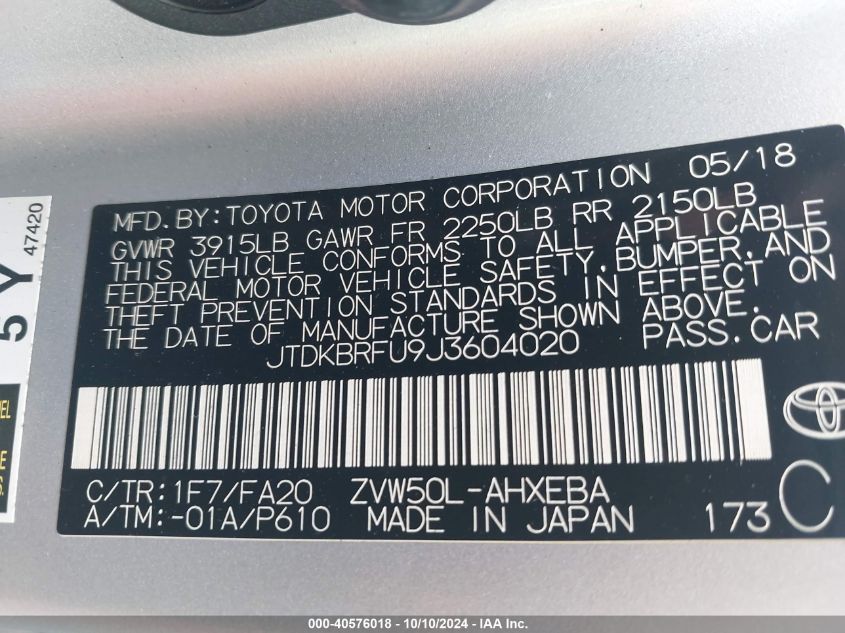 MFD.BY:TOYOTA MOTOR CORPORATION 05/18
GVWR 3915LB GAWR FR 2250LB RR 2150LB
THIS VEHICLE CONFORMS TO ALL APPLICABLE
FEDERAL MOTOR VEHICLE SAFETY,BUMPER,AND
THEFT PREVENTION STANDARDS IN EFFECT ON
THE DATE OF MANUFACTURE SHOWN ABOVE.
JTDKBRFU9J3604020 PASS.CAR
C/TR:1F7/FA20 ZVW50L-AHXEBA
A/TM:-01A/P610 MADE IN JAPAN 173 C
5Y
47420
000-40576018 - 10/10/2024 - IAA Inc.